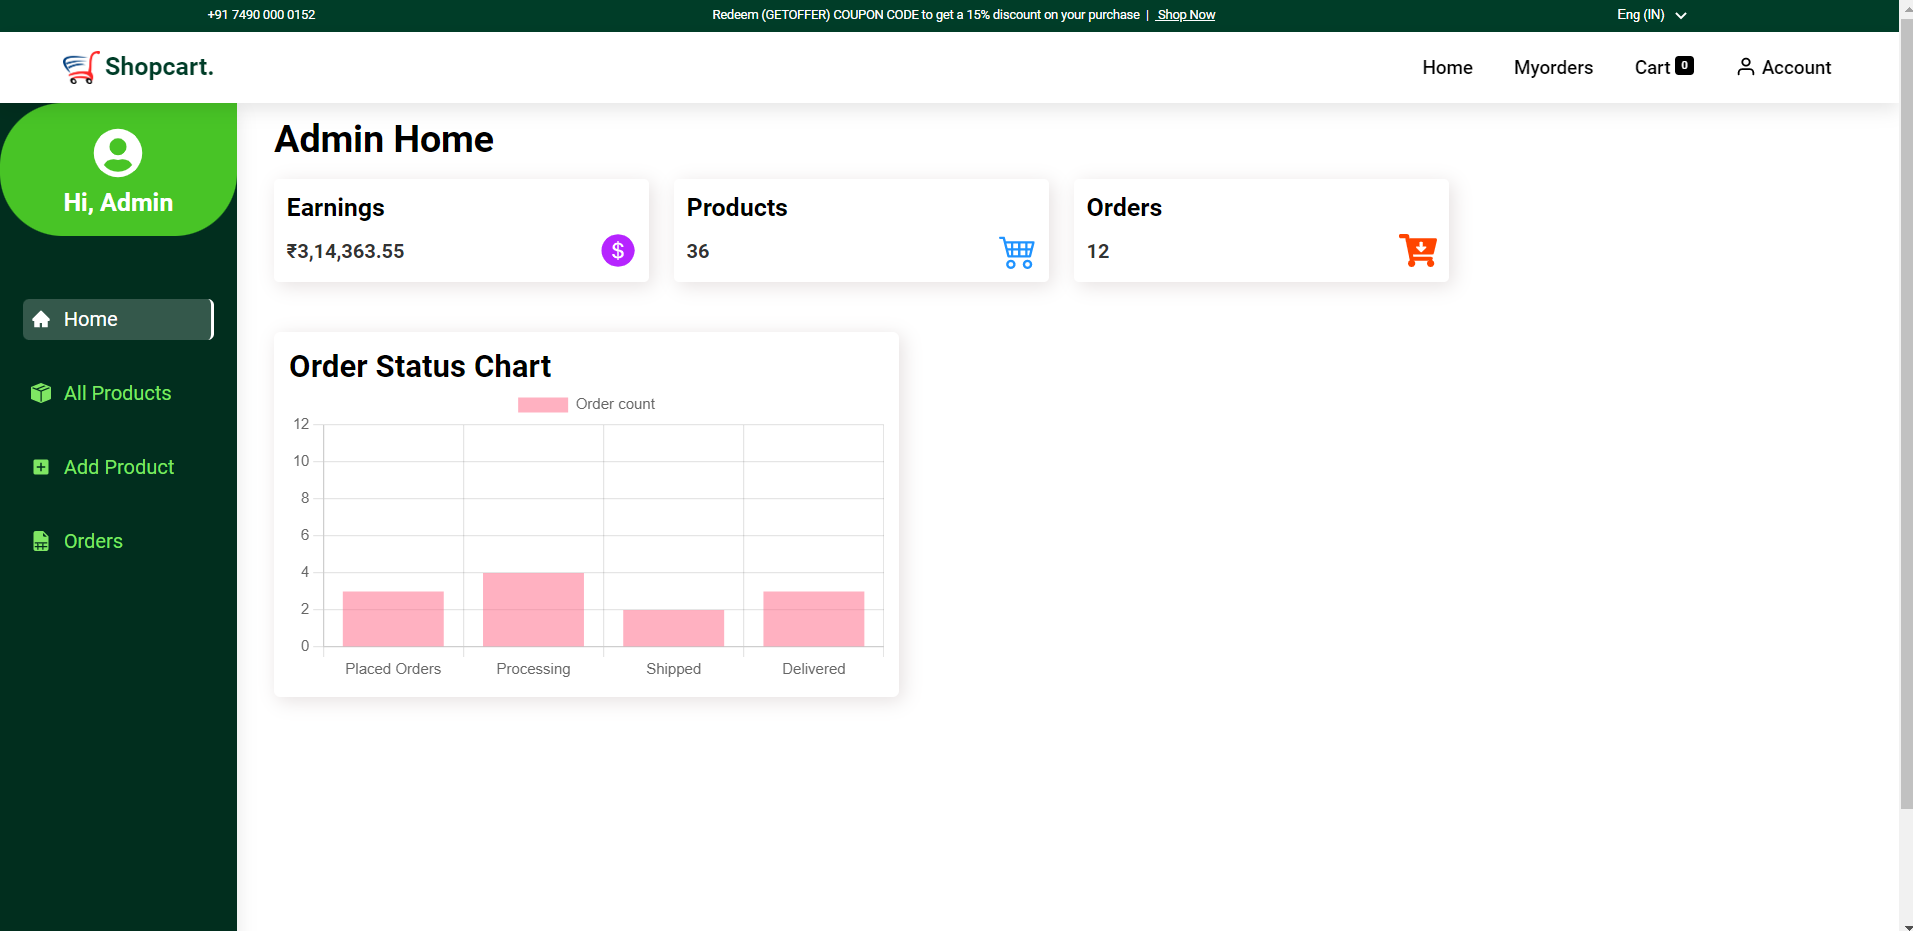 +91 7490 000 0152
Redeem (GETOFFER) COUPON CODE to get a 15% discount on your purchase | Shop Now
Eng (IN)
Shopcart.
Home
Myorders
Cart 0
Account
Hi, Admin
Home
All Products
Add Product
Orders
Admin Home
Earnings
₹3,14,363.55
$
Products
36
Orders
12
Order Status Chart
Order count
12
10
8
6
4
2
0
Placed Orders
Processing
Shipped
Delivered